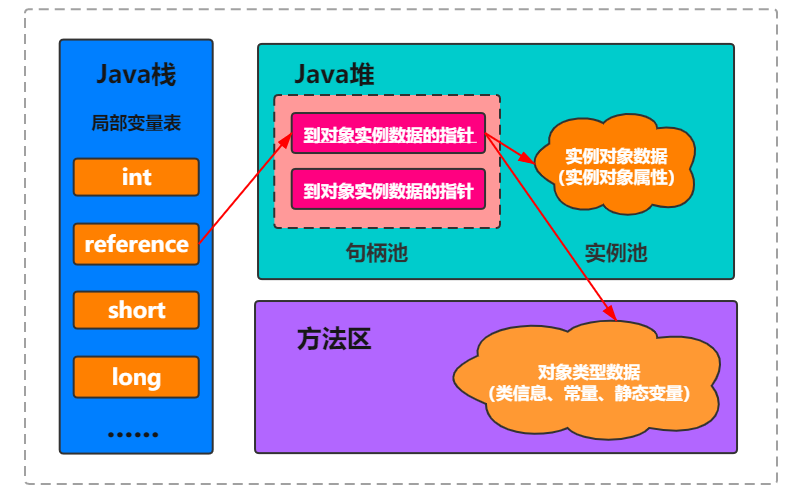 Java栈
局部变量表
int
reference
short
long
......
Java堆
到对象实例数据的指针
到对象实例数据的指针
句柄池
实例对象数据
(实例对象属性)
实例池
方法区
对象类型数据
(类信息、常量、静态变量)